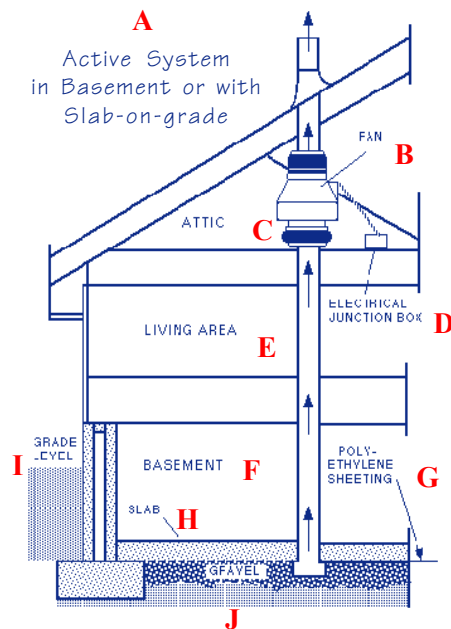 A
Active System
in Basement or with
Slab-on-grade
FAN
B
ATTIC
C
ELECTRICAL
JUNCTION BOX
D
LIVING AREA
E
GRADE
LEVEL
I
BASEMENT
F
POLY-
ETHYLENE
SHEETING
G
SLAB
H
GRAVEL
J